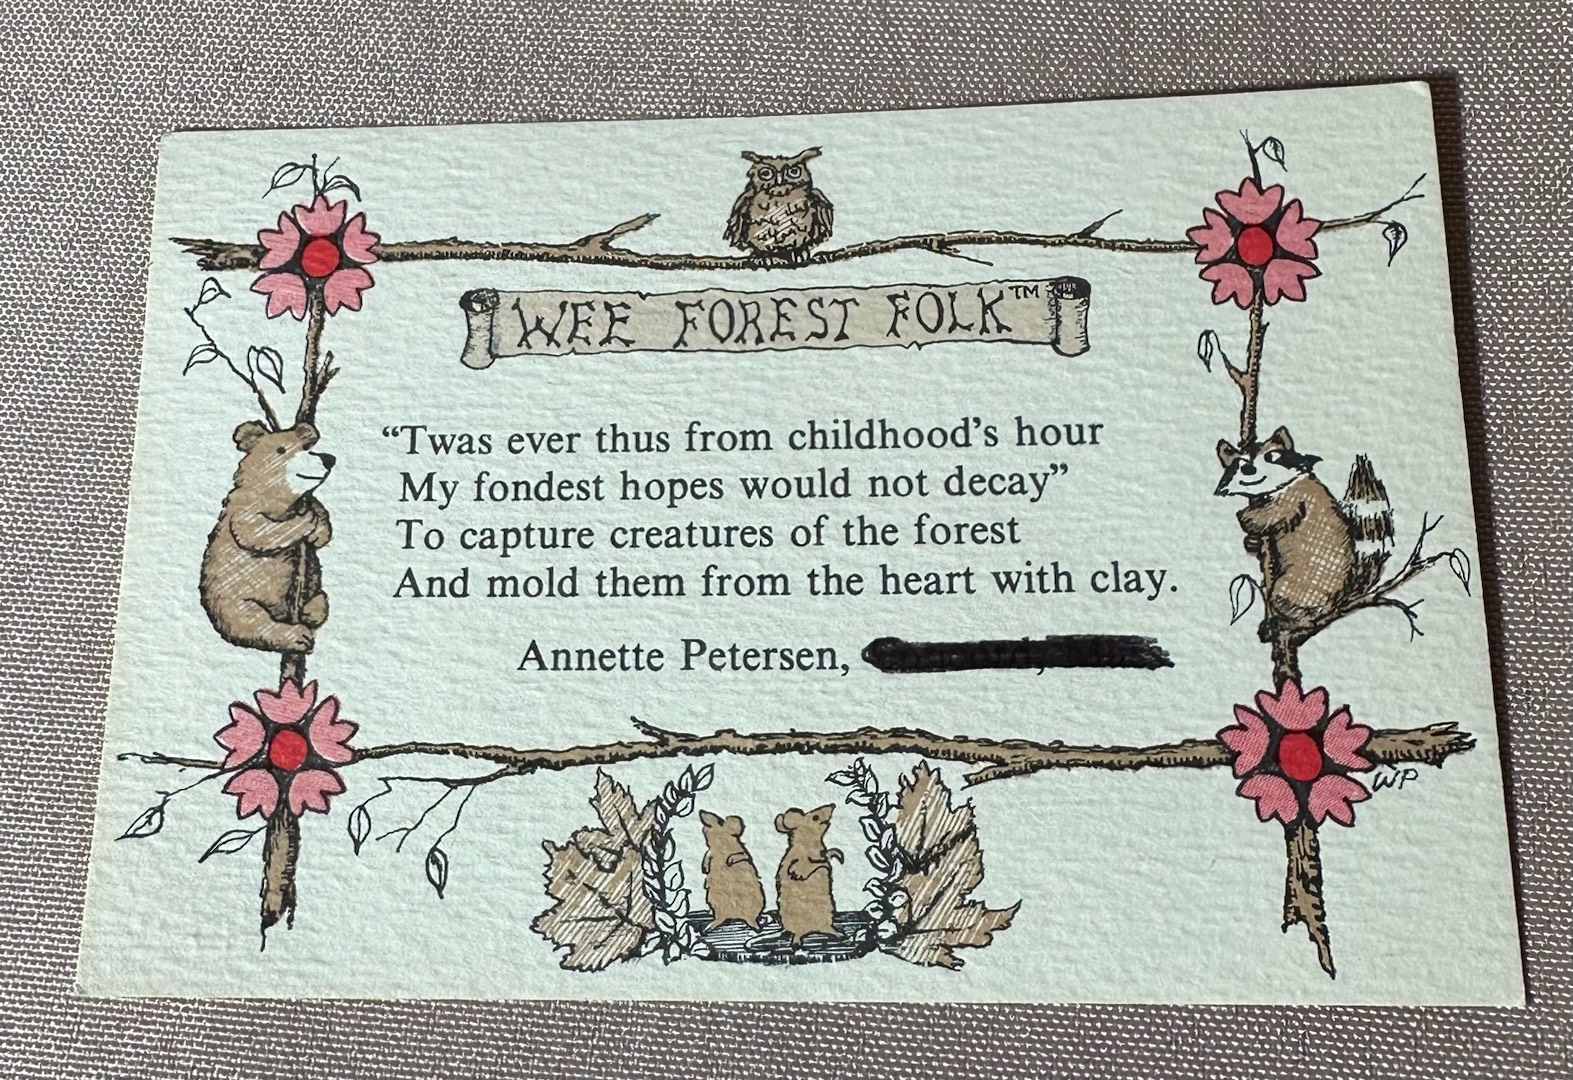 WEE FOREST FOLK™
“Twas ever thus from childhood’s hour
My fondest hopes would not decay”
To capture creatures of the forest
And mold them from the heart with clay.
Annette Petersen,
WP